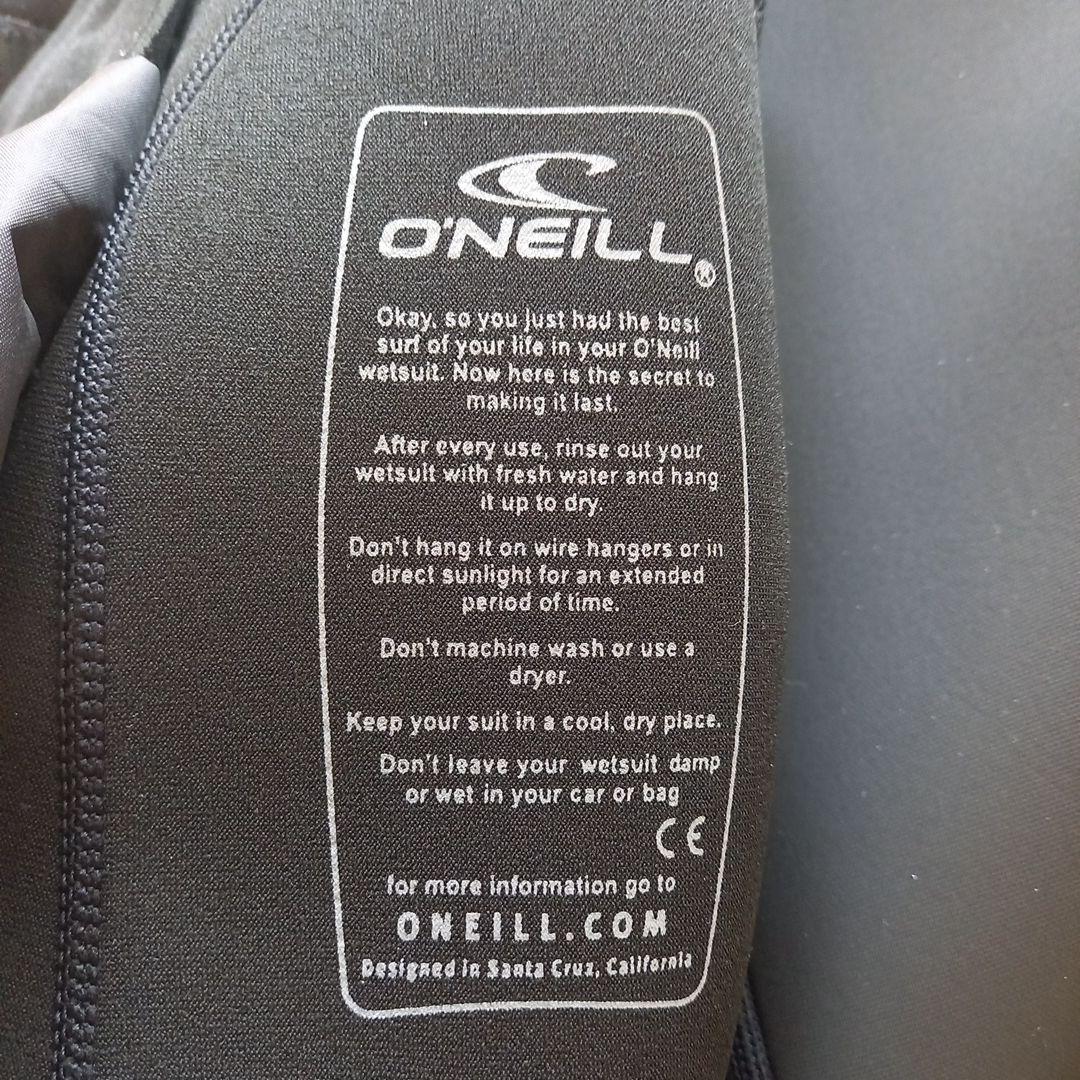 O'NEILL®
Okay, so you just had the best
surf of your life in your O'Neill
wetsuit. Now here is the secret to
making it last.
After every use, rinse out your
wetsuit with fresh water and hang
it up to dry.
Don't hang it on wire hangers or in
direct sunlight for an extended
period of time.
Don't machine wash or use a
dryer.
Keep your suit in a cool, dry place.
Don't leave your wetsuit damp
or wet in your car or bag
CE
for more information go to
ONEILL.COM
Designed in Santa Cruz, California